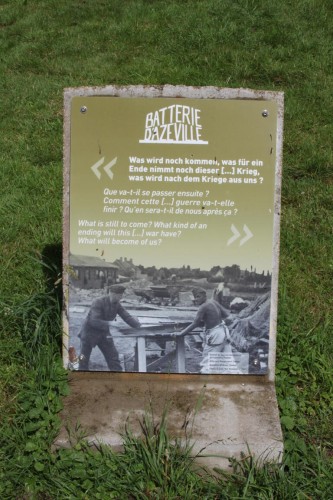 BATTERIE
D'AZEVILLE
« Was wird noch kommen, was für ein
Ende nimmt noch dieser [...] Krieg,
was wird nach dem Kriege aus uns ?
Que va-t-il se passer ensuite ?
Comment cette [...] guerre va-t-elle
finir ? Qu'en sera-t-il de nous après ça ?
What is still to come? What kind of an
ending will this [...] war have?
What will become of us? »